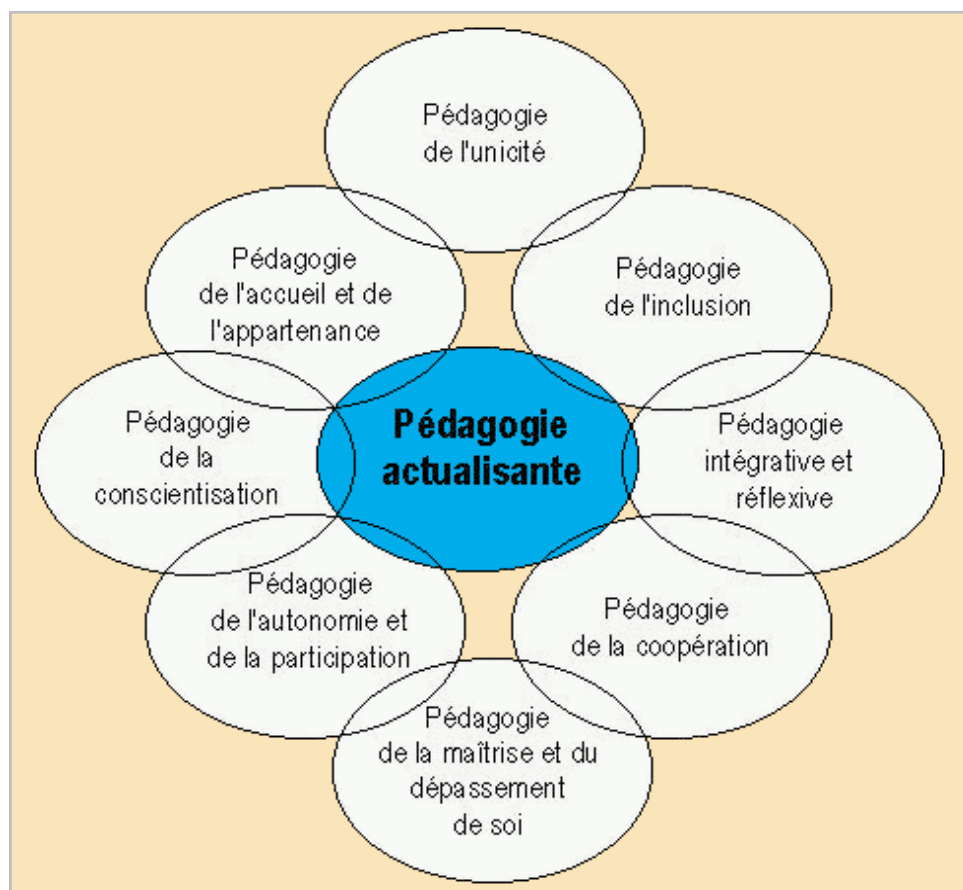 Pédagogie
de l'unicité
Pédagogie
de l'accueil et de
l'appartenance
Pédagogie
de l'inclusion
Pédagogie
de la
conscientisation
Pédagogie
actualisante
Pédagogie
intégrative et
réflexive
Pédagogie
de l'autonomie et
de la participation
Pédagogie
de la coopération
Pédagogie
de la maîtrise et du
dépassement
de soi